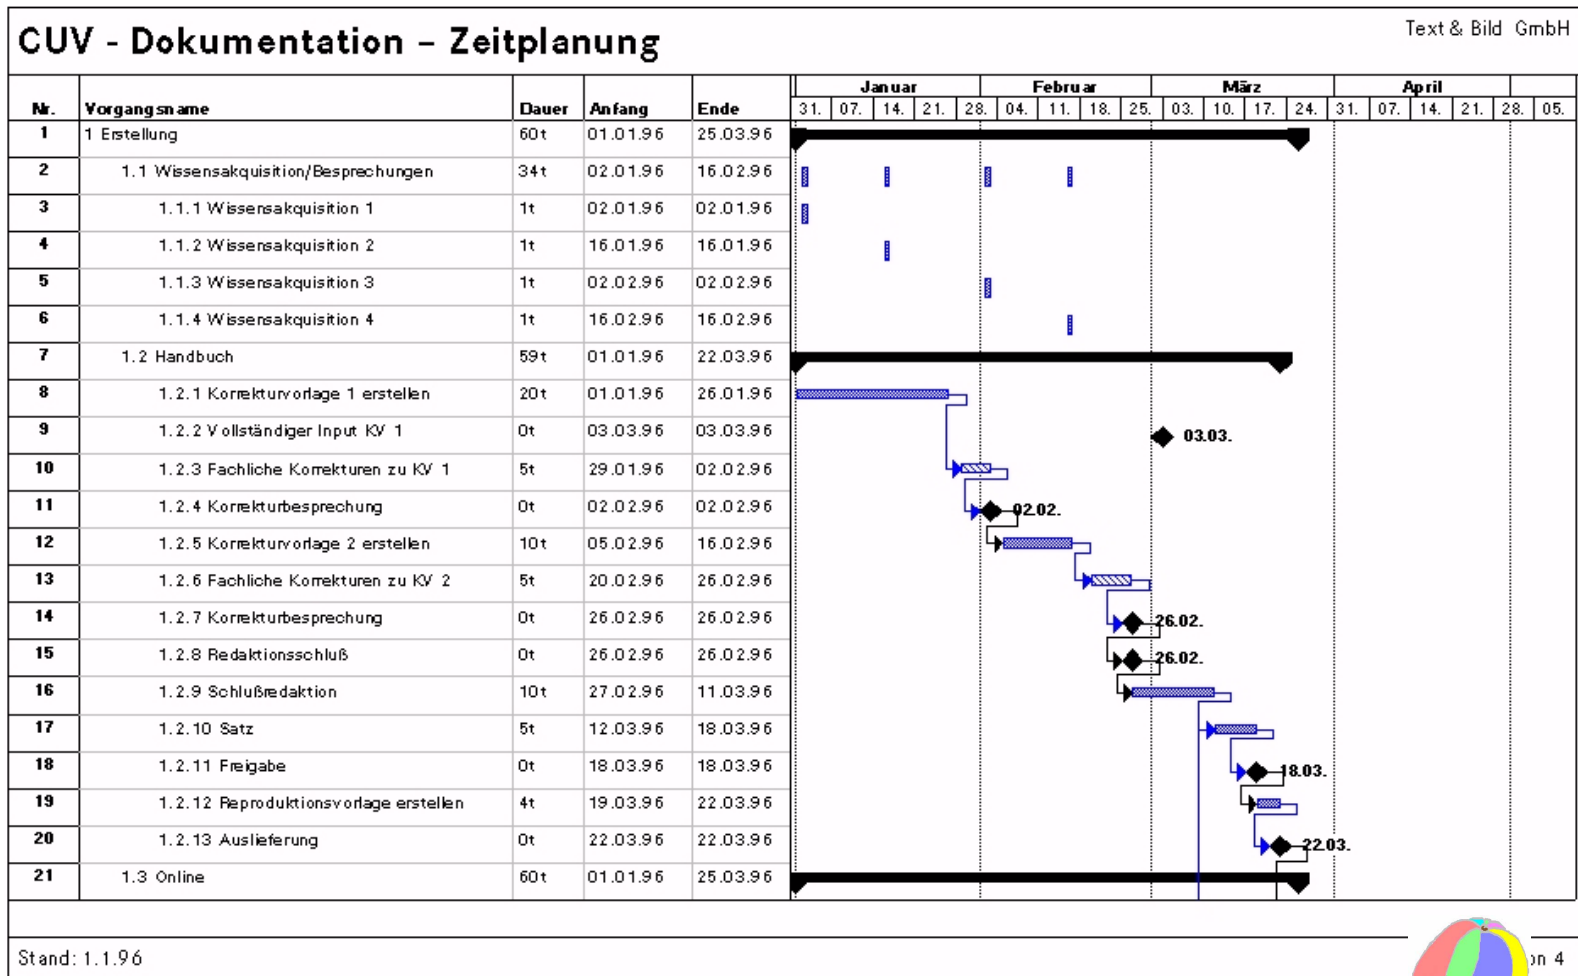 CUV - Dokumentation – Zeitplanung
Text & Bild GmbH
Januar Februar März April
Nr. Vorgangsname Dauer Anfang Ende 31. 07. 14. 21. 28. 04. 11. 18. 25. 03. 10. 17. 24. 31. 07. 14. 21. 28. 05.
1 1 Erstellung 60t 01.01.96 25.03.96
2 1.1 Wissensakquisition/Besprechungen 34t 02.01.96 16.02.96
3 1.1.1 Wissensakquisition 1 1t 02.01.96 02.01.96
4 1.1.2 Wissensakquisition 2 1t 16.01.96 16.01.96
5 1.1.3 Wissensakquisition 3 1t 02.02.96 02.02.96
6 1.1.4 Wissensakquisition 4 1t 16.02.96 16.02.96
7 1.2 Handbuch 59t 01.01.96 22.03.96
8 1.2.1 Korrekturvorlage 1 erstellen 20t 01.01.96 26.01.96
9 1.2.2 Vollständiger Input KV 1 0t 03.03.96 03.03.96 03.03.
10 1.2.3 Fachliche Korrekturen zu KV 1 5t 29.01.96 02.02.96
11 1.2.4 Korrekturbesprechung 0t 02.02.96 02.02.96 02.02.
12 1.2.5 Korrekturvorlage 2 erstellen 10t 05.02.96 16.02.96
13 1.2.6 Fachliche Korrekturen zu KV 2 5t 20.02.96 26.02.96
14 1.2.7 Korrekturbesprechung 0t 26.02.96 26.02.96 26.02.
15 1.2.8 Redaktionsschluß 0t 26.02.96 26.02.96 26.02.
16 1.2.9 Schlußredaktion 10t 27.02.96 11.03.96
17 1.2.10 Satz 5t 12.03.96 18.03.96
18 1.2.11 Freigabe 0t 18.03.96 18.03.96 18.03.
19 1.2.12 Reproduktionsvorlage erstellen 4t 19.03.96 22.03.96
20 1.2.13 Auslieferung 0t 22.03.96 22.03.96 22.03.
21 1.3 Online 60t 01.01.96 25.03.96
Stand: 1.1.96
4